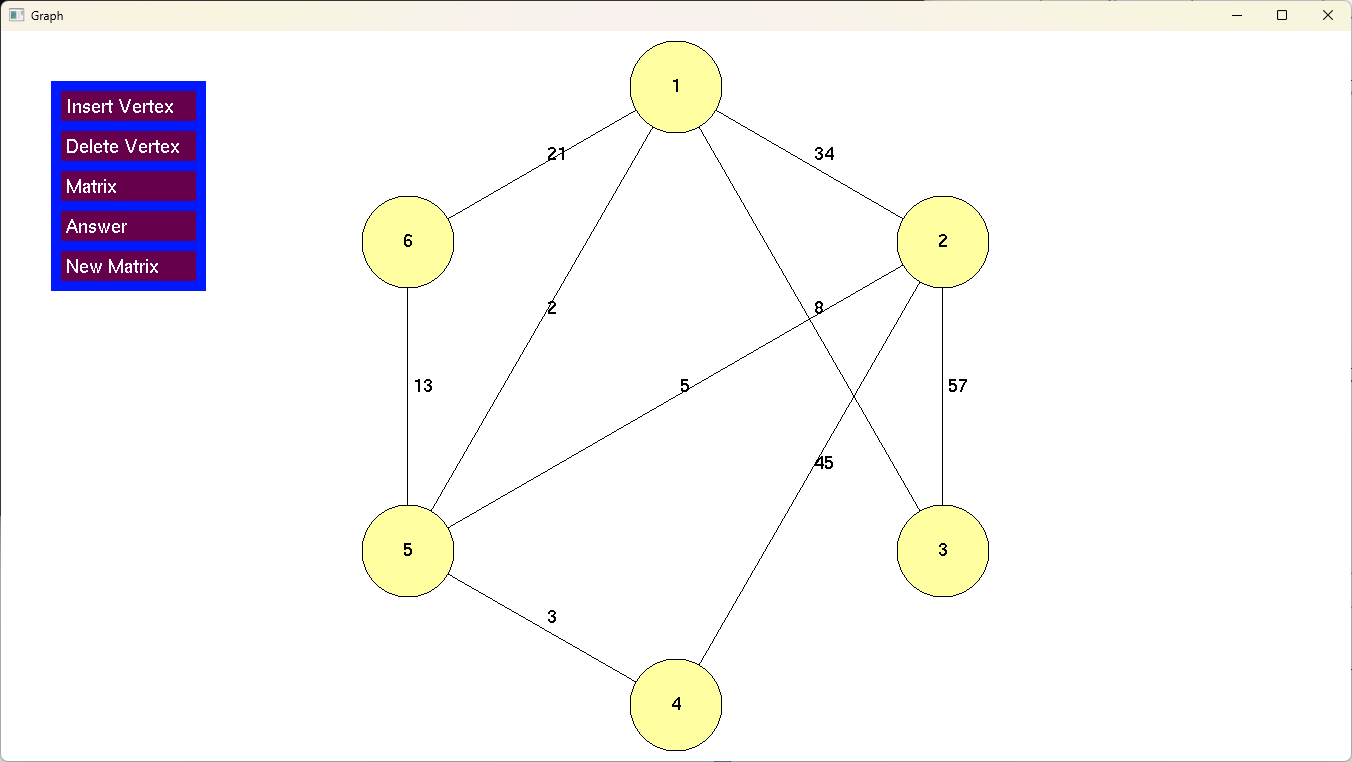 Graph
1
Insert Vertex
Delete Vertex
21
34
Matrix
Answer
6
2
New Matrix
2
8
13
5
57
45
5
3
3
4